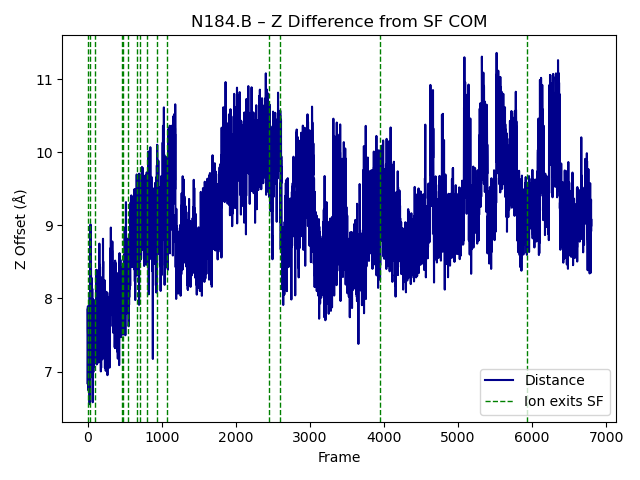 N184.B – Z Difference from SF COM
Z Offset (Å)
11
10
9
8
7
0 1000 2000 3000 4000 5000 6000 7000
Frame
Distance
Ion exits SF